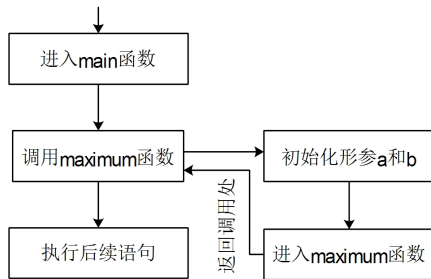 进入main函数
调用maximum函数
初始化形参a和b
返回调用处
执行后续语句
进入maximum函数